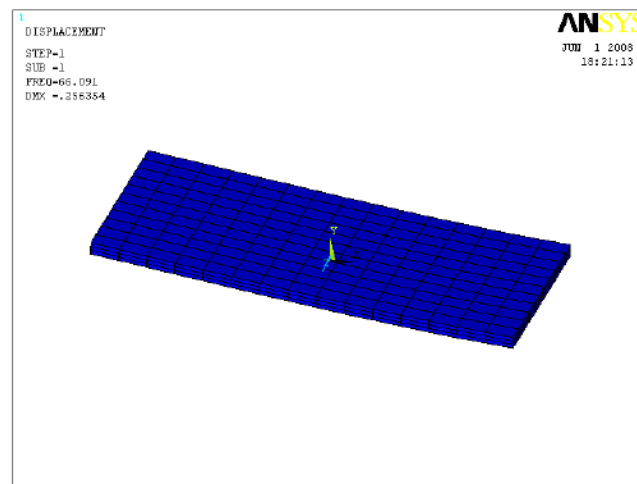 1
DISPLACEMENT
STEP=1
SUB =1
FREQ=66.091
DMX =.256354
ANSYS
JUN 1 2008
18:21:13
Y